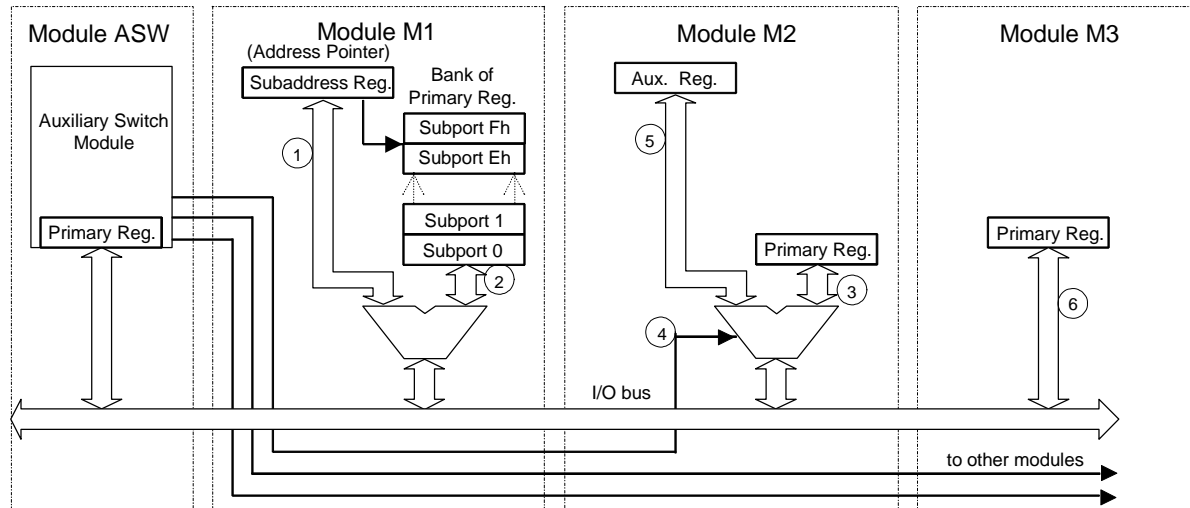 Module ASW
Auxiliary Switch
Module
Primary Reg.
Module M1
(Address Pointer)
Subaddress Reg.
Bank of
Primary Reg.
Subport Fh
Subport Eh
Subport 1
Subport 0
1
2
Module M2
Aux. Reg.
5
Primary Reg.
3
4
I/O bus
Module M3
Primary Reg.
6
to other modules